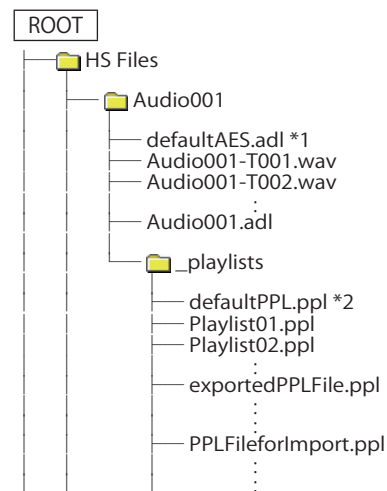 ROOT
HS Files
Audio001
defaultAES.adl *1
Audio001-T001.wav
Audio001-T002.wav
:
Audio001.adl
_playlists
defaultPPL.ppl *2
Playlist01.ppl
Playlist02.ppl
:
exportedPPLFile.ppl
:
:
PPLFileforImport.ppl
:
: